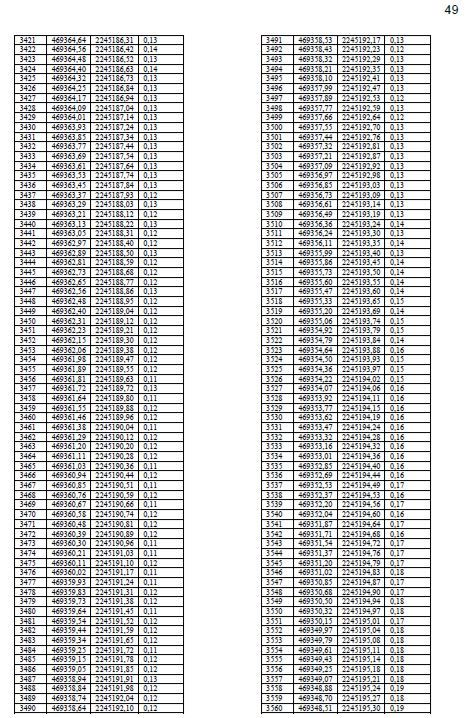 49
3421 469364,64 2245186,31 0,13
3422 469364,56 2245186,42 0,14
3423 469364,48 2245186,52 0,13
3424 469364,40 2245186,63 0,14
3425 469364,32 2245186,73 0,13
3426 469364,25 2245186,84 0,13
3427 469364,17 2245186,94 0,13
3428 469364,09 2245187,04 0,13
3429 469364,01 2245187,14 0,13
3430 469363,93 2245187,24 0,13
3431 469363,85 2245187,34 0,13
3432 469363,77 2245187,44 0,13
3433 469363,69 2245187,54 0,13
3434 469363,61 2245187,64 0,13
3435 469363,53 2245187,74 0,13
3436 469363,45 2245187,84 0,13
3437 469363,37 2245187,93 0,12
3438 469363,29 2245188,03 0,13
3439 469363,21 2245188,12 0,12
3440 469363,13 2245188,22 0,13
3441 469363,05 2245188,31 0,12
3442 469362,97 2245188,40 0,12
3443 469362,89 2245188,50 0,13
3444 469362,81 2245188,59 0,12
3445 469362,73 2245188,68 0,12
3446 469362,65 2245188,77 0,12
3447 469362,56 2245188,86 0,13
3448 469362,48 2245188,95 0,12
3449 469362,40 2245189,04 0,12
3450 469362,31 2245189,12 0,12
3451 469362,23 2245189,21 0,12
3452 469362,15 2245189,30 0,12
3453 469362,06 2245189,38 0,12
3454 469361,98 2245189,47 0,12
3455 469361,89 2245189,55 0,12
3456 469361,81 2245189,63 0,11
3457 469361,72 2245189,72 0,13
3458 469361,64 2245189,80 0,11
3459 469361,55 2245189,88 0,12
3460 469361,46 2245189,96 0,12
3461 469361,38 2245190,04 0,11
3462 469361,29 2245190,12 0,12
3463 469361,20 2245190,20 0,12
3464 469361,11 2245190,28 0,12
3465 469361,03 2245190,36 0,11
3466 469360,94 2245190,44 0,12
3467 469360,85 2245190,51 0,11
3468 469360,76 2245190,59 0,12
3469 469360,67 2245190,66 0,11
3470 469360,58 2245190,74 0,12
3471 469360,48 2245190,81 0,12
3472 469360,39 2245190,89 0,12
3473 469360,30 2245190,96 0,11
3474 469360,21 2245191,03 0,11
3475 469360,11 2245191,10 0,12
3476 469360,02 2245191,17 0,11
3477 469359,93 2245191,24 0,11
3478 469359,83 2245191,31 0,12
3479 469359,73 2245191,38 0,12
3480 469359,64 2245191,45 0,11
3481 469359,54 2245191,52 0,12
3482 469359,44 2245191,59 0,12
3483 469359,34 2245191,65 0,12
3484 469359,25 2245191,72 0,11
3485 469359,15 2245191,78 0,12
3486 469359,05 2245191,85 0,12
3487 469358,94 2245191,91 0,13
3488 469358,84 2245191,98 0,12
3489 469358,74 2245192,04 0,12
3490 469358,64 2245192,10 0,12
3491 469358,53 2245192,17 0,13
3492 469358,43 2245192,23 0,12
3493 469358,32 2245192,29 0,13
3494 469358,21 2245192,35 0,13
3495 469358,10 2245192,41 0,13
3496 469357,99 2245192,47 0,13
3497 469357,89 2245192,53 0,12
3498 469357,77 2245192,59 0,13
3499 469357,66 2245192,64 0,12
3500 469357,55 2245192,70 0,13
3501 469357,44 2245192,76 0,13
3502 469357,32 2245192,81 0,13
3503 469357,21 2245192,87 0,13
3504 469357,09 2245192,92 0,13
3505 469356,97 2245192,98 0,13
3506 469356,85 2245193,03 0,13
3507 469356,73 2245193,09 0,13
3508 469356,61 2245193,14 0,13
3509 469356,49 2245193,19 0,13
3510 469356,36 2245193,24 0,14
3511 469356,24 2245193,30 0,13
3512 469356,11 2245193,35 0,14
3513 469355,99 2245193,40 0,13
3514 469355,86 2245193,45 0,14
3515 469355,73 2245193,50 0,14
3516 469355,60 2245193,55 0,14
3517 469355,47 2245193,60 0,14
3518 469355,33 2245193,65 0,15
3519 469355,20 2245193,69 0,14
3520 469355,06 2245193,74 0,15
3521 469354,92 2245193,79 0,15
3522 469354,79 2245193,84 0,14
3523 469354,64 2245193,88 0,16
3524 469354,50 2245193,93 0,15
3525 469354,36 2245193,97 0,15
3526 469354,22 2245194,02 0,15
3527 469354,07 2245194,06 0,16
3528 469353,92 2245194,11 0,16
3529 469353,77 2245194,15 0,16
3530 469353,62 2245194,19 0,16
3531 469353,47 2245194,24 0,16
3532 469353,32 2245194,28 0,16
3533 469353,16 2245194,32 0,16
3534 469353,01 2245194,36 0,16
3535 469352,85 2245194,40 0,16
3536 469352,69 2245194,44 0,16
3537 469352,53 2245194,49 0,17
3538 469352,37 2245194,53 0,16
3539 469352,20 2245194,56 0,17
3540 469352,04 2245194,60 0,16
3541 469351,87 2245194,64 0,17
3542 469351,71 2245194,68 0,16
3543 469351,54 2245194,72 0,17
3544 469351,37 2245194,76 0,17
3545 469351,20 2245194,79 0,17
3546 469351,02 2245194,83 0,18
3547 469350,85 2245194,87 0,17
3548 469350,68 2245194,90 0,17
3549 469350,50 2245194,94 0,18
3550 469350,32 2245194,97 0,18
3551 469350,15 2245195,01 0,17
3552 469349,97 2245195,04 0,18
3553 469349,79 2245195,08 0,18
3554 469349,61 2245195,11 0,18
3555 469349,43 2245195,14 0,18
3556 469349,25 2245195,18 0,18
3557 469349,07 2245195,21 0,18
3558 469348,88 2245195,24 0,19
3559 469348,70 2245195,27 0,18
3560 469348,51 2245195,30 0,19